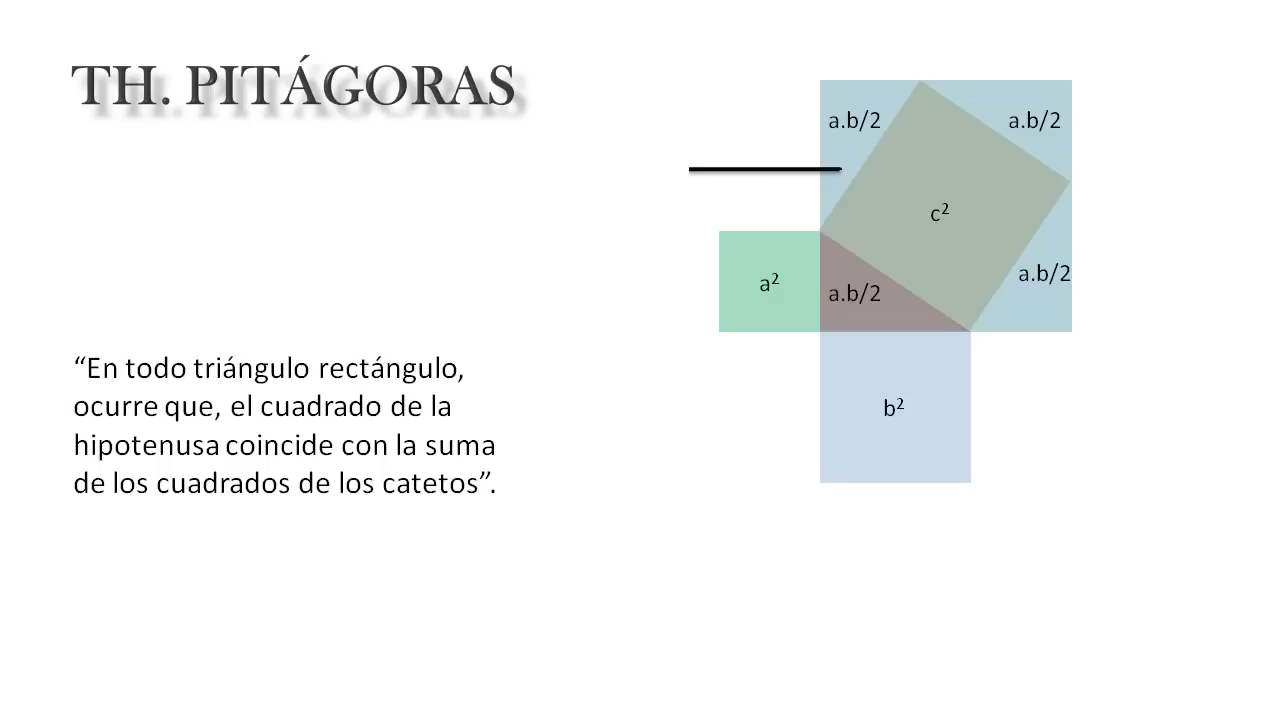 TH. PITÁGORAS
a.b/2
a.b/2
c²
a²
a.b/2
a.b/2
b²
“En todo triángulo rectángulo,
ocurre que, el cuadrado de la
hipotenusa coincide con la suma
de los cuadrados de los catetos”.